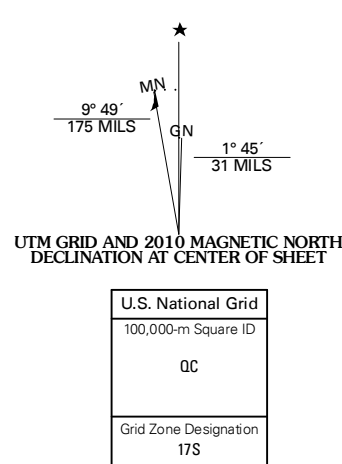 MN
9° 49´
175 MILS
GN
1° 45´
31 MILS
UTM GRID AND 2010 MAGNETIC NORTH
DECLINATION AT CENTER OF SHEET
U.S. National Grid
100,000-m Square ID
QC
Grid Zone Designation
17S